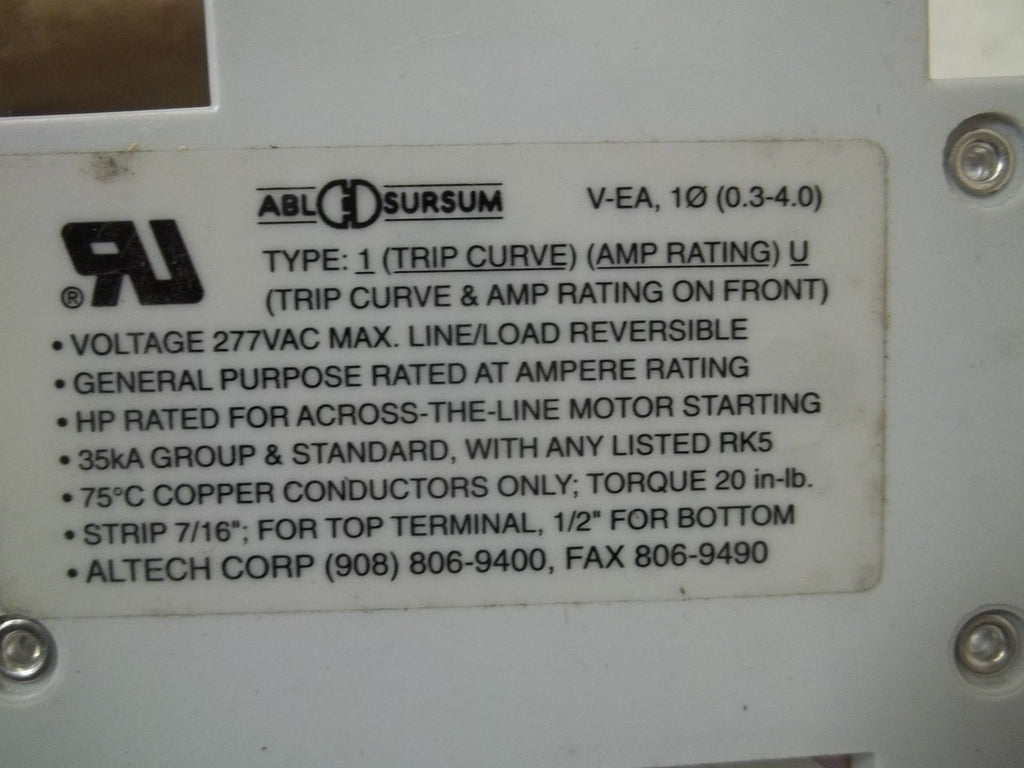 ABL SURSUM V-EA, 1Ø (0.3-4.0)
RU ®
TYPE: 1 (TRIP CURVE) (AMP RATING) U
(TRIP CURVE & AMP RATING ON FRONT)
• VOLTAGE 277VAC MAX. LINE/LOAD REVERSIBLE
• GENERAL PURPOSE RATED AT AMPERE RATING
• HP RATED FOR ACROSS-THE-LINE MOTOR STARTING
• 35kA GROUP & STANDARD, WITH ANY LISTED RK5
• 75°C COPPER CONDUCTORS ONLY; TORQUE 20 in-lb.
• STRIP 7/16"; FOR TOP TERMINAL, 1/2" FOR BOTTOM
• ALTECH CORP (908) 806-9400, FAX 806-9490